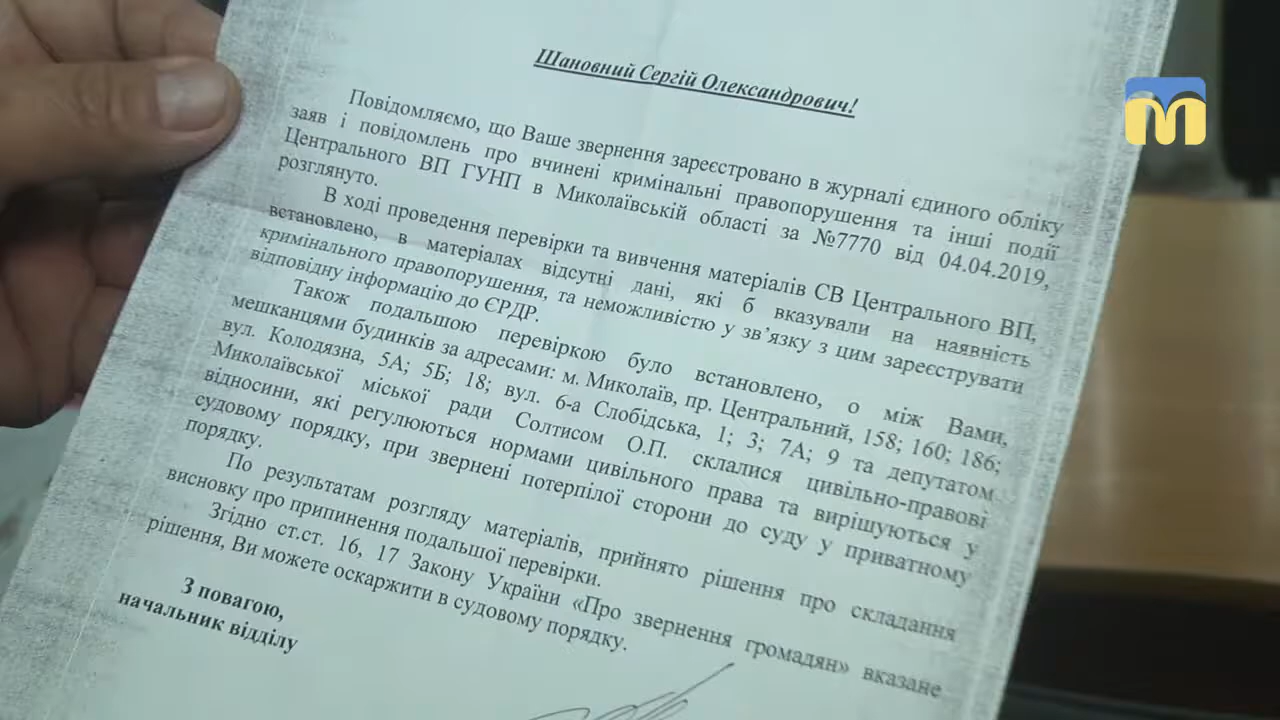 Шановний Сергій Олександрович!
Повідомляємо, що Ваше звернення зареєстровано в журналі єдиного обліку
заяв і повідомлень про вчинені кримінальні правопорушення та інші події
Центрального ВП ГУНП в Миколаївській області за №7770 від 04.04.2019,
розглянуто.
В ході проведення перевірки та вивчення матеріалів СВ Центрального ВП,
встановлено, в матеріалах відсутні дані, які б вказували на наявність
кримінального правопорушення, та неможливістю у зв’язку з цим зареєструвати
відповідну інформацію до ЄРДР.
Також подальшою перевіркою було встановлено, о між Вами,
мешканцями будинків за адресами: м. Миколаїв, пр. Центральний, 158; 160; 186;
вул. Колодязна, 5А; 5Б; 18; вул. 6-а Слобідська, 1; 3; 7А; 9 та депутатом
Миколаївської міської ради Солтисом О.П. склалися цивільно-правові
відносини, які регулюються нормами цивільного права та вирішуються у
судовому порядку, при звернені потерпілої сторони до суду у приватному
порядку.
По результатам розгляду матеріалів, прийнято рішення про складання
висновку про припинення подальшої перевірки.
Згідно ст.ст. 16, 17 Закону України «Про звернення громадян» вказане
рішення, Ви можете оскаржити в судовому порядку.
З повагою,
начальник відділу